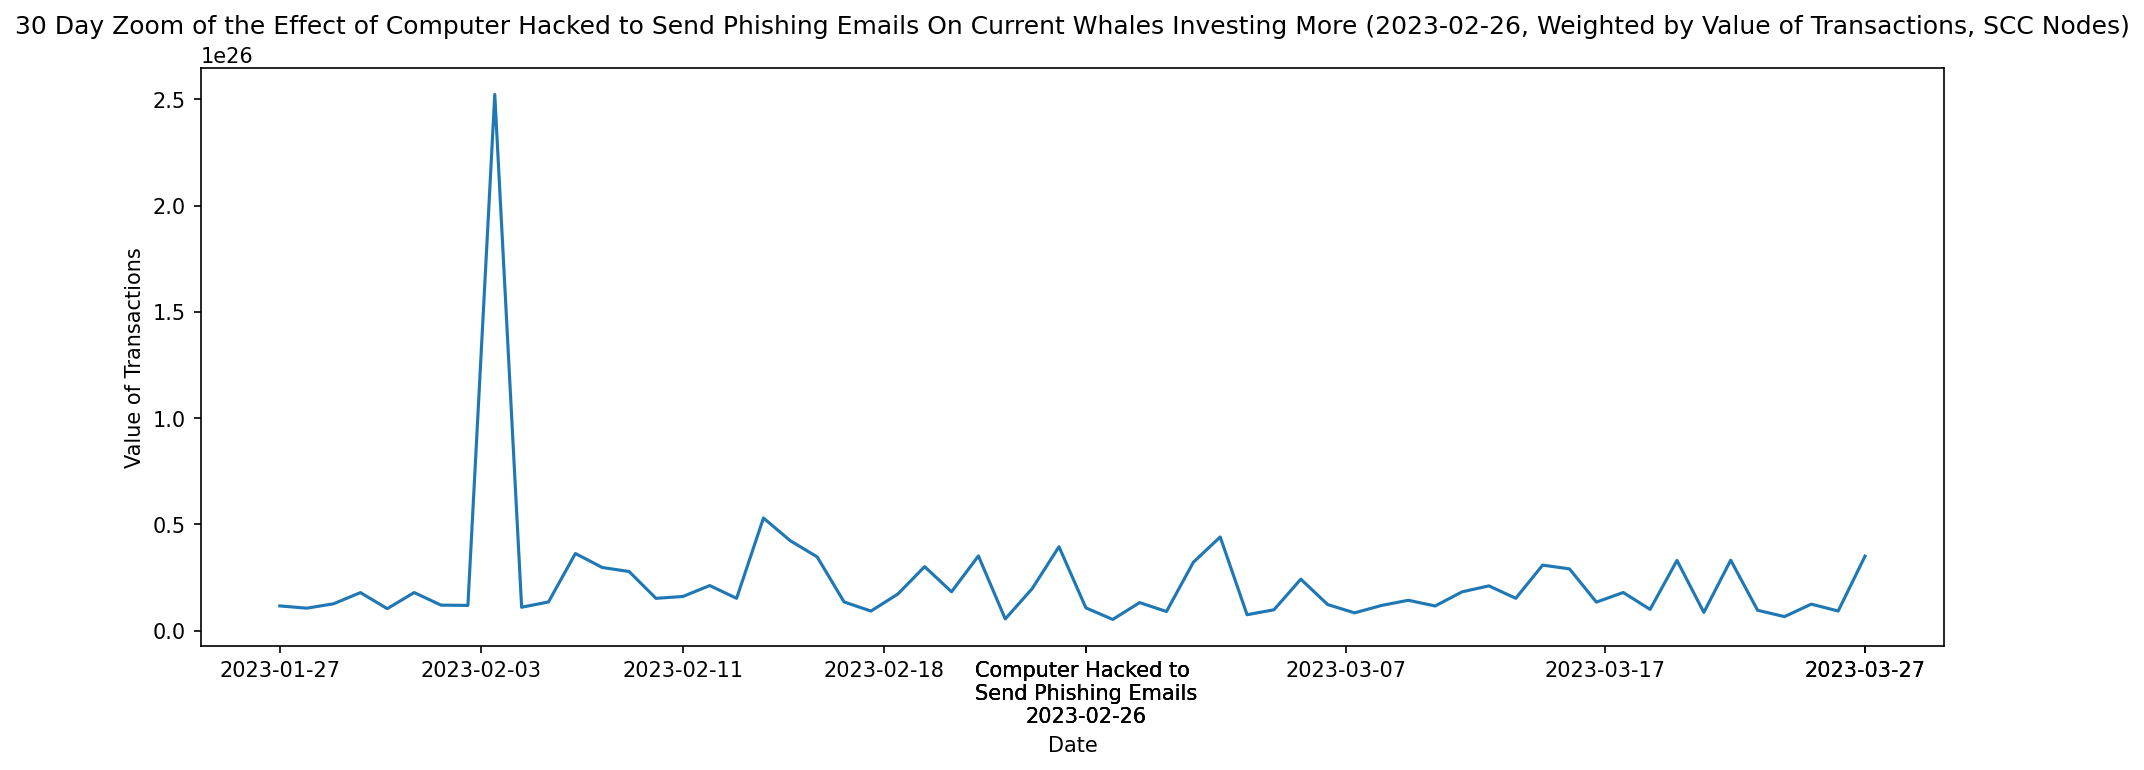 30 Day Zoom of the Effect of Computer Hacked to Send Phishing Emails On Current Whales Investing More (2023-02-26, Weighted by Value of Transactions, SCC Nodes)
1e26
2.5
2.0
1.5
1.0
0.5
0.0
Value of Transactions
2023-01-27
2023-02-03
2023-02-11
2023-02-18
Computer Hacked to
Send Phishing Emails
2023-02-26
2023-03-07
2023-03-17
2023-03-27
Date